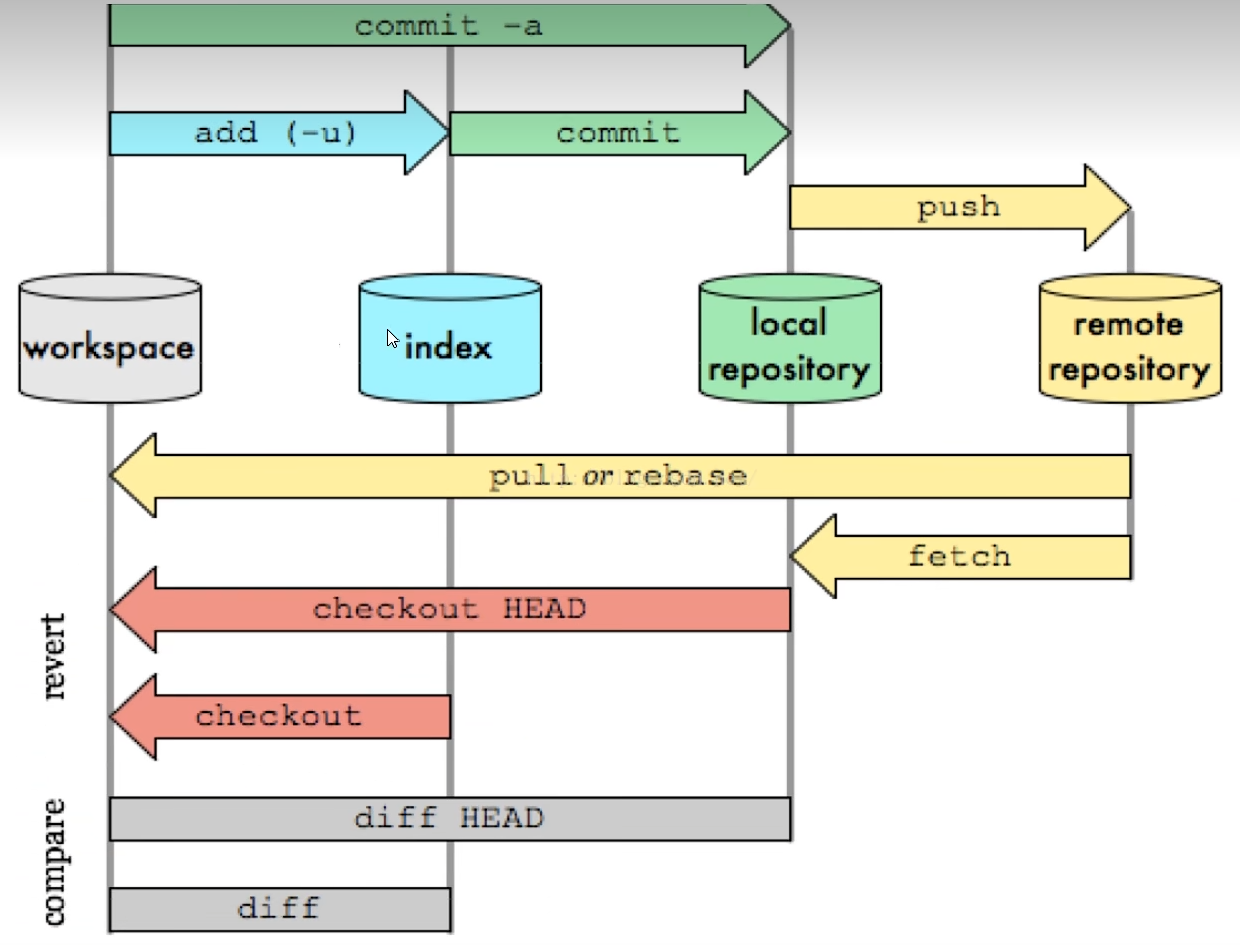 commit -a
add (-u)
commit
push
workspace
index
local
repository
remote
repository
pull or rebase
fetch
revert
checkout HEAD
checkout
compare
diff HEAD
diff